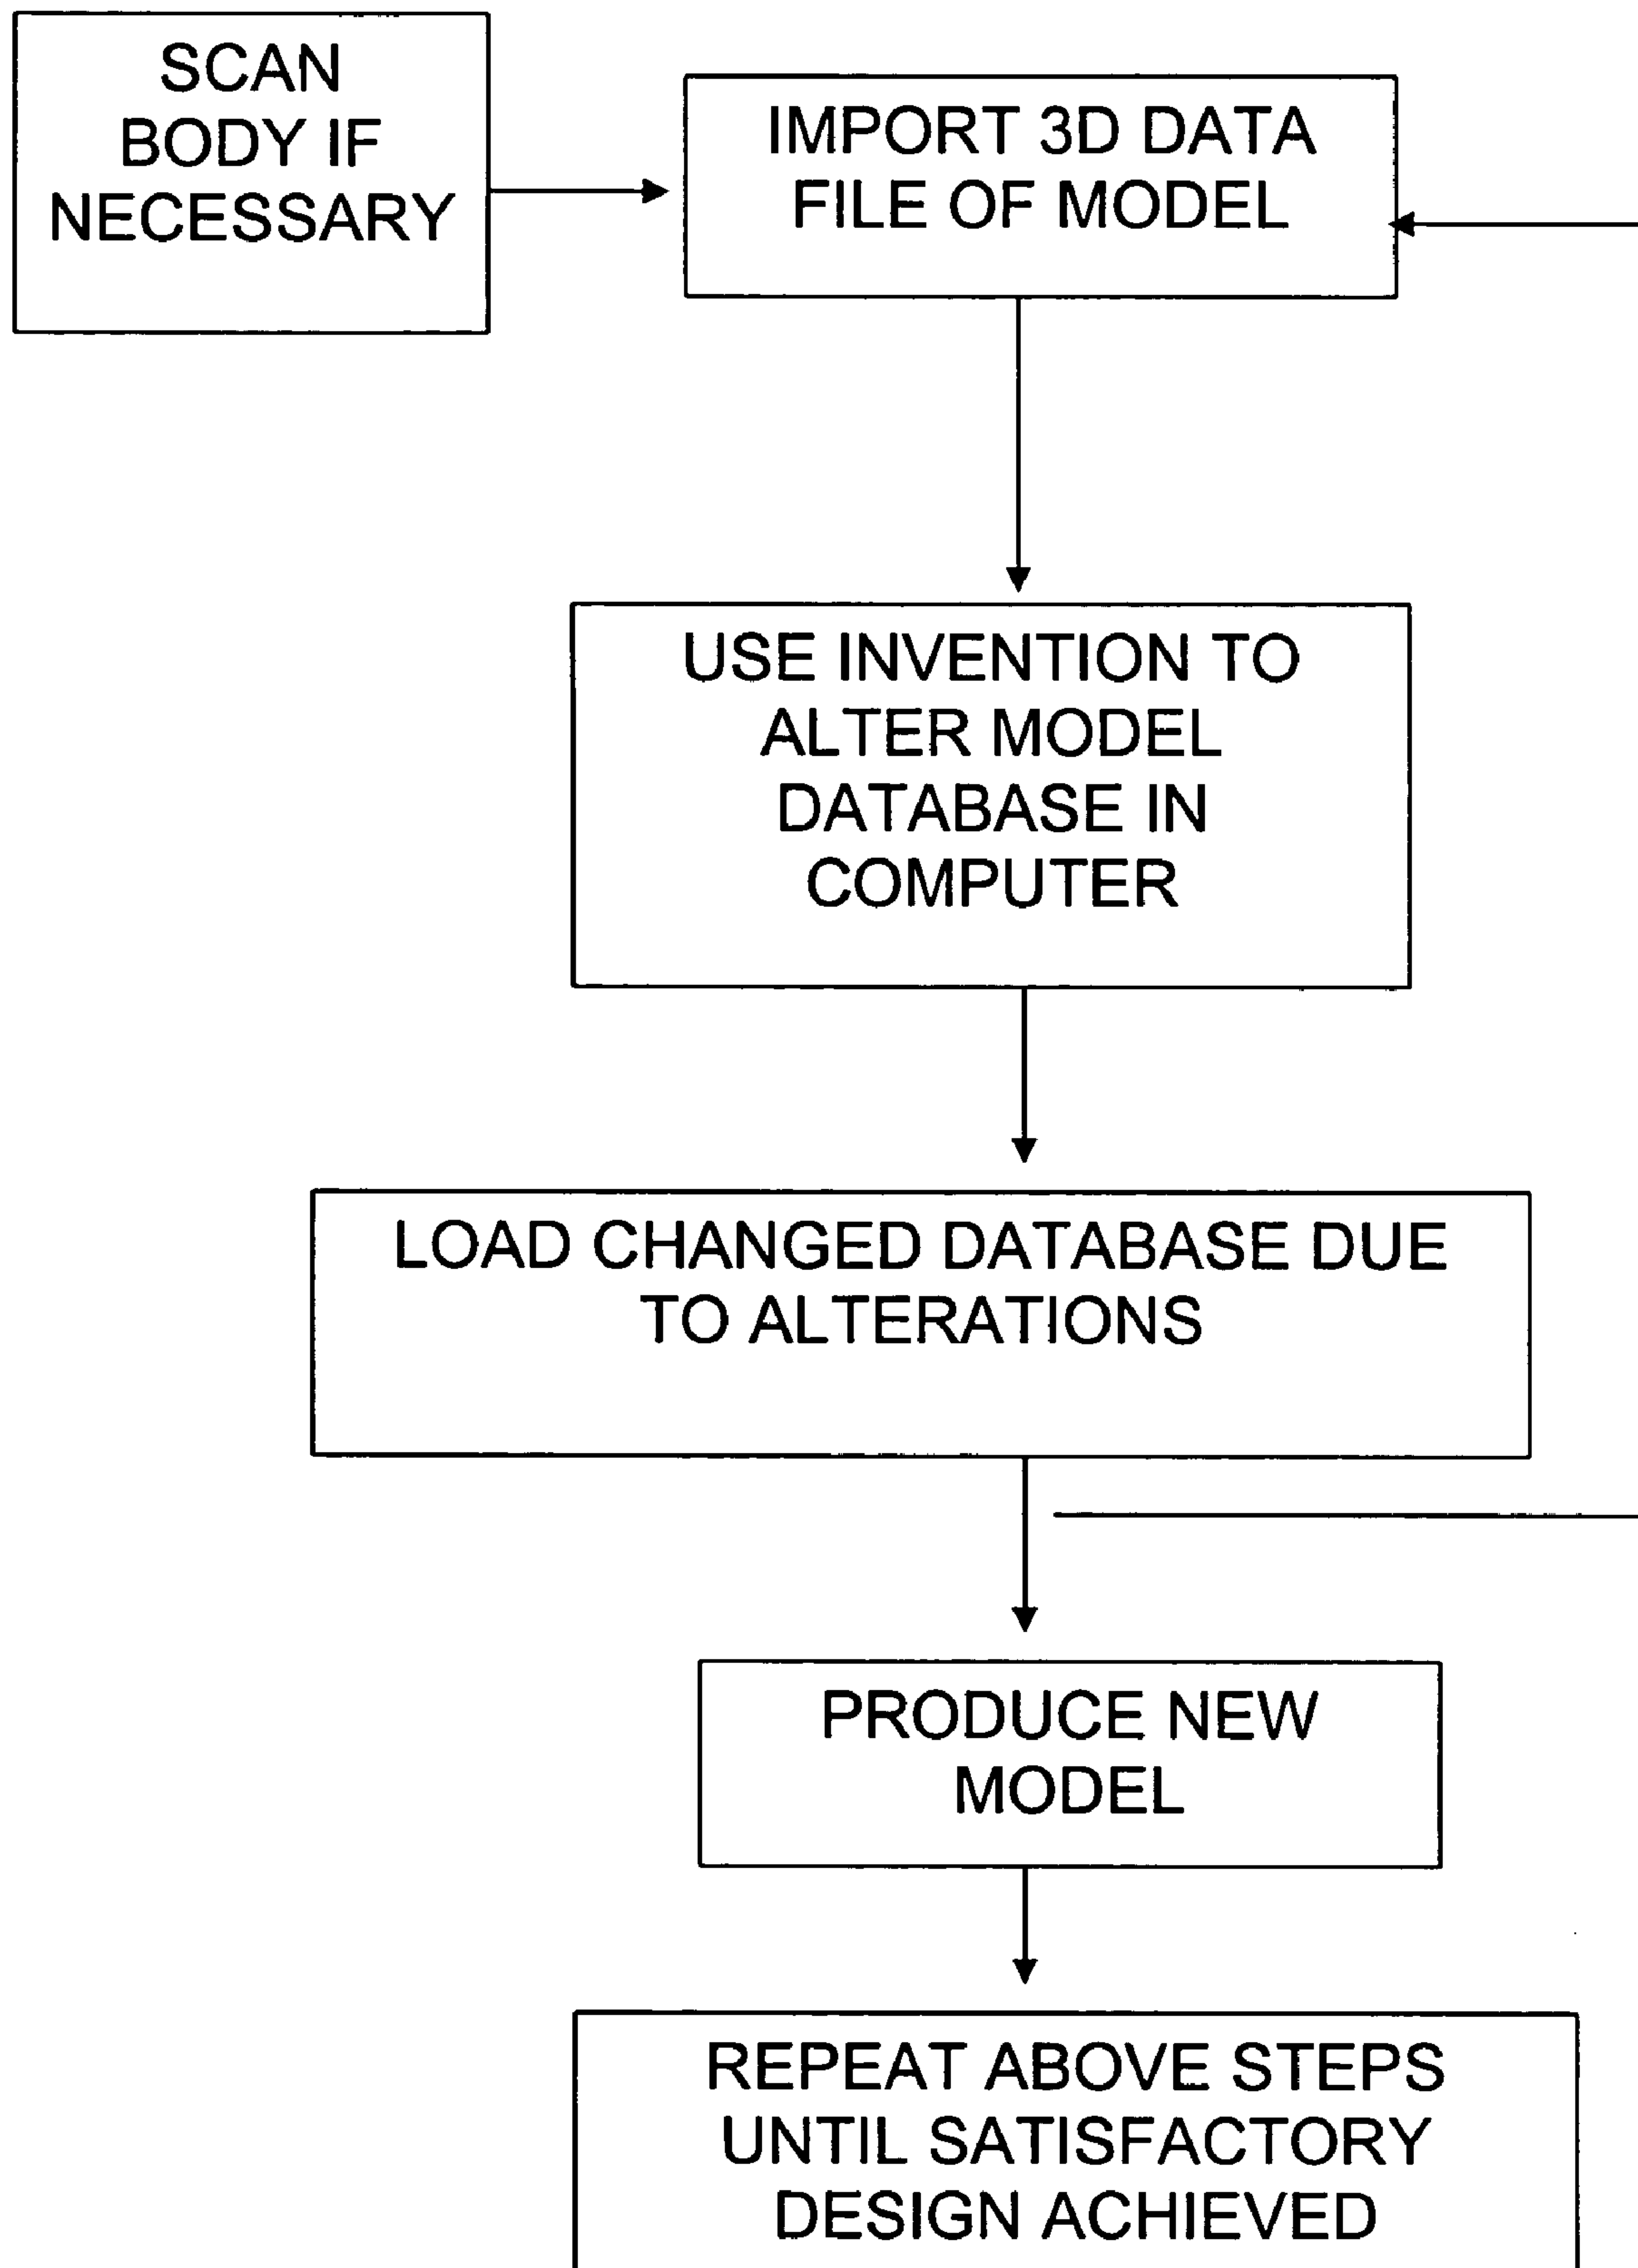 SCAN
BODY IF
NECESSARY
IMPORT 3D DATA
FILE OF MODEL
USE INVENTION TO
ALTER MODEL
DATABASE IN
COMPUTER
LOAD CHANGED DATABASE DUE
TO ALTERATIONS
PRODUCE NEW
MODEL
REPEAT ABOVE STEPS
UNTIL SATISFACTORY
DESIGN ACHIEVED